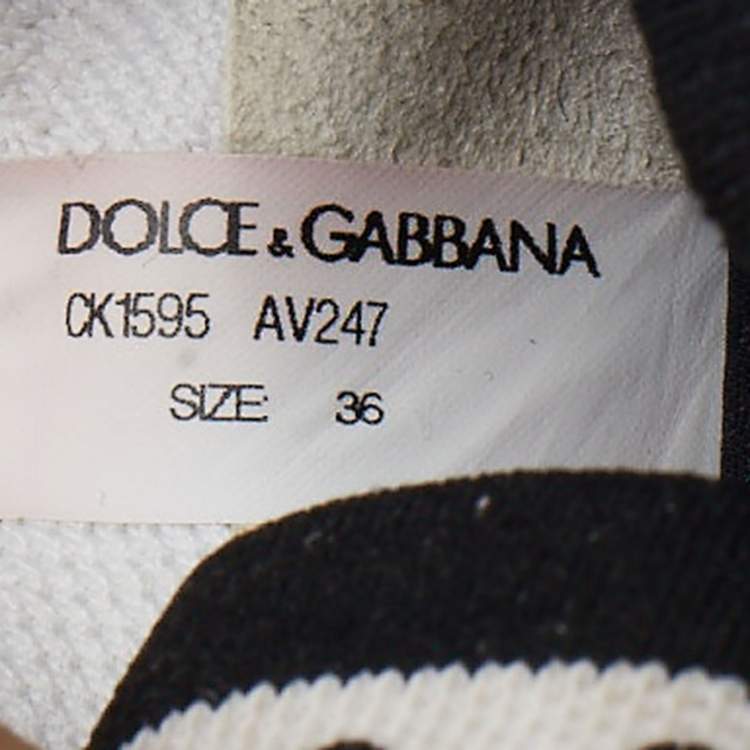 DOLCE & GABBANA
CK1595 AV247
SIZE: 36